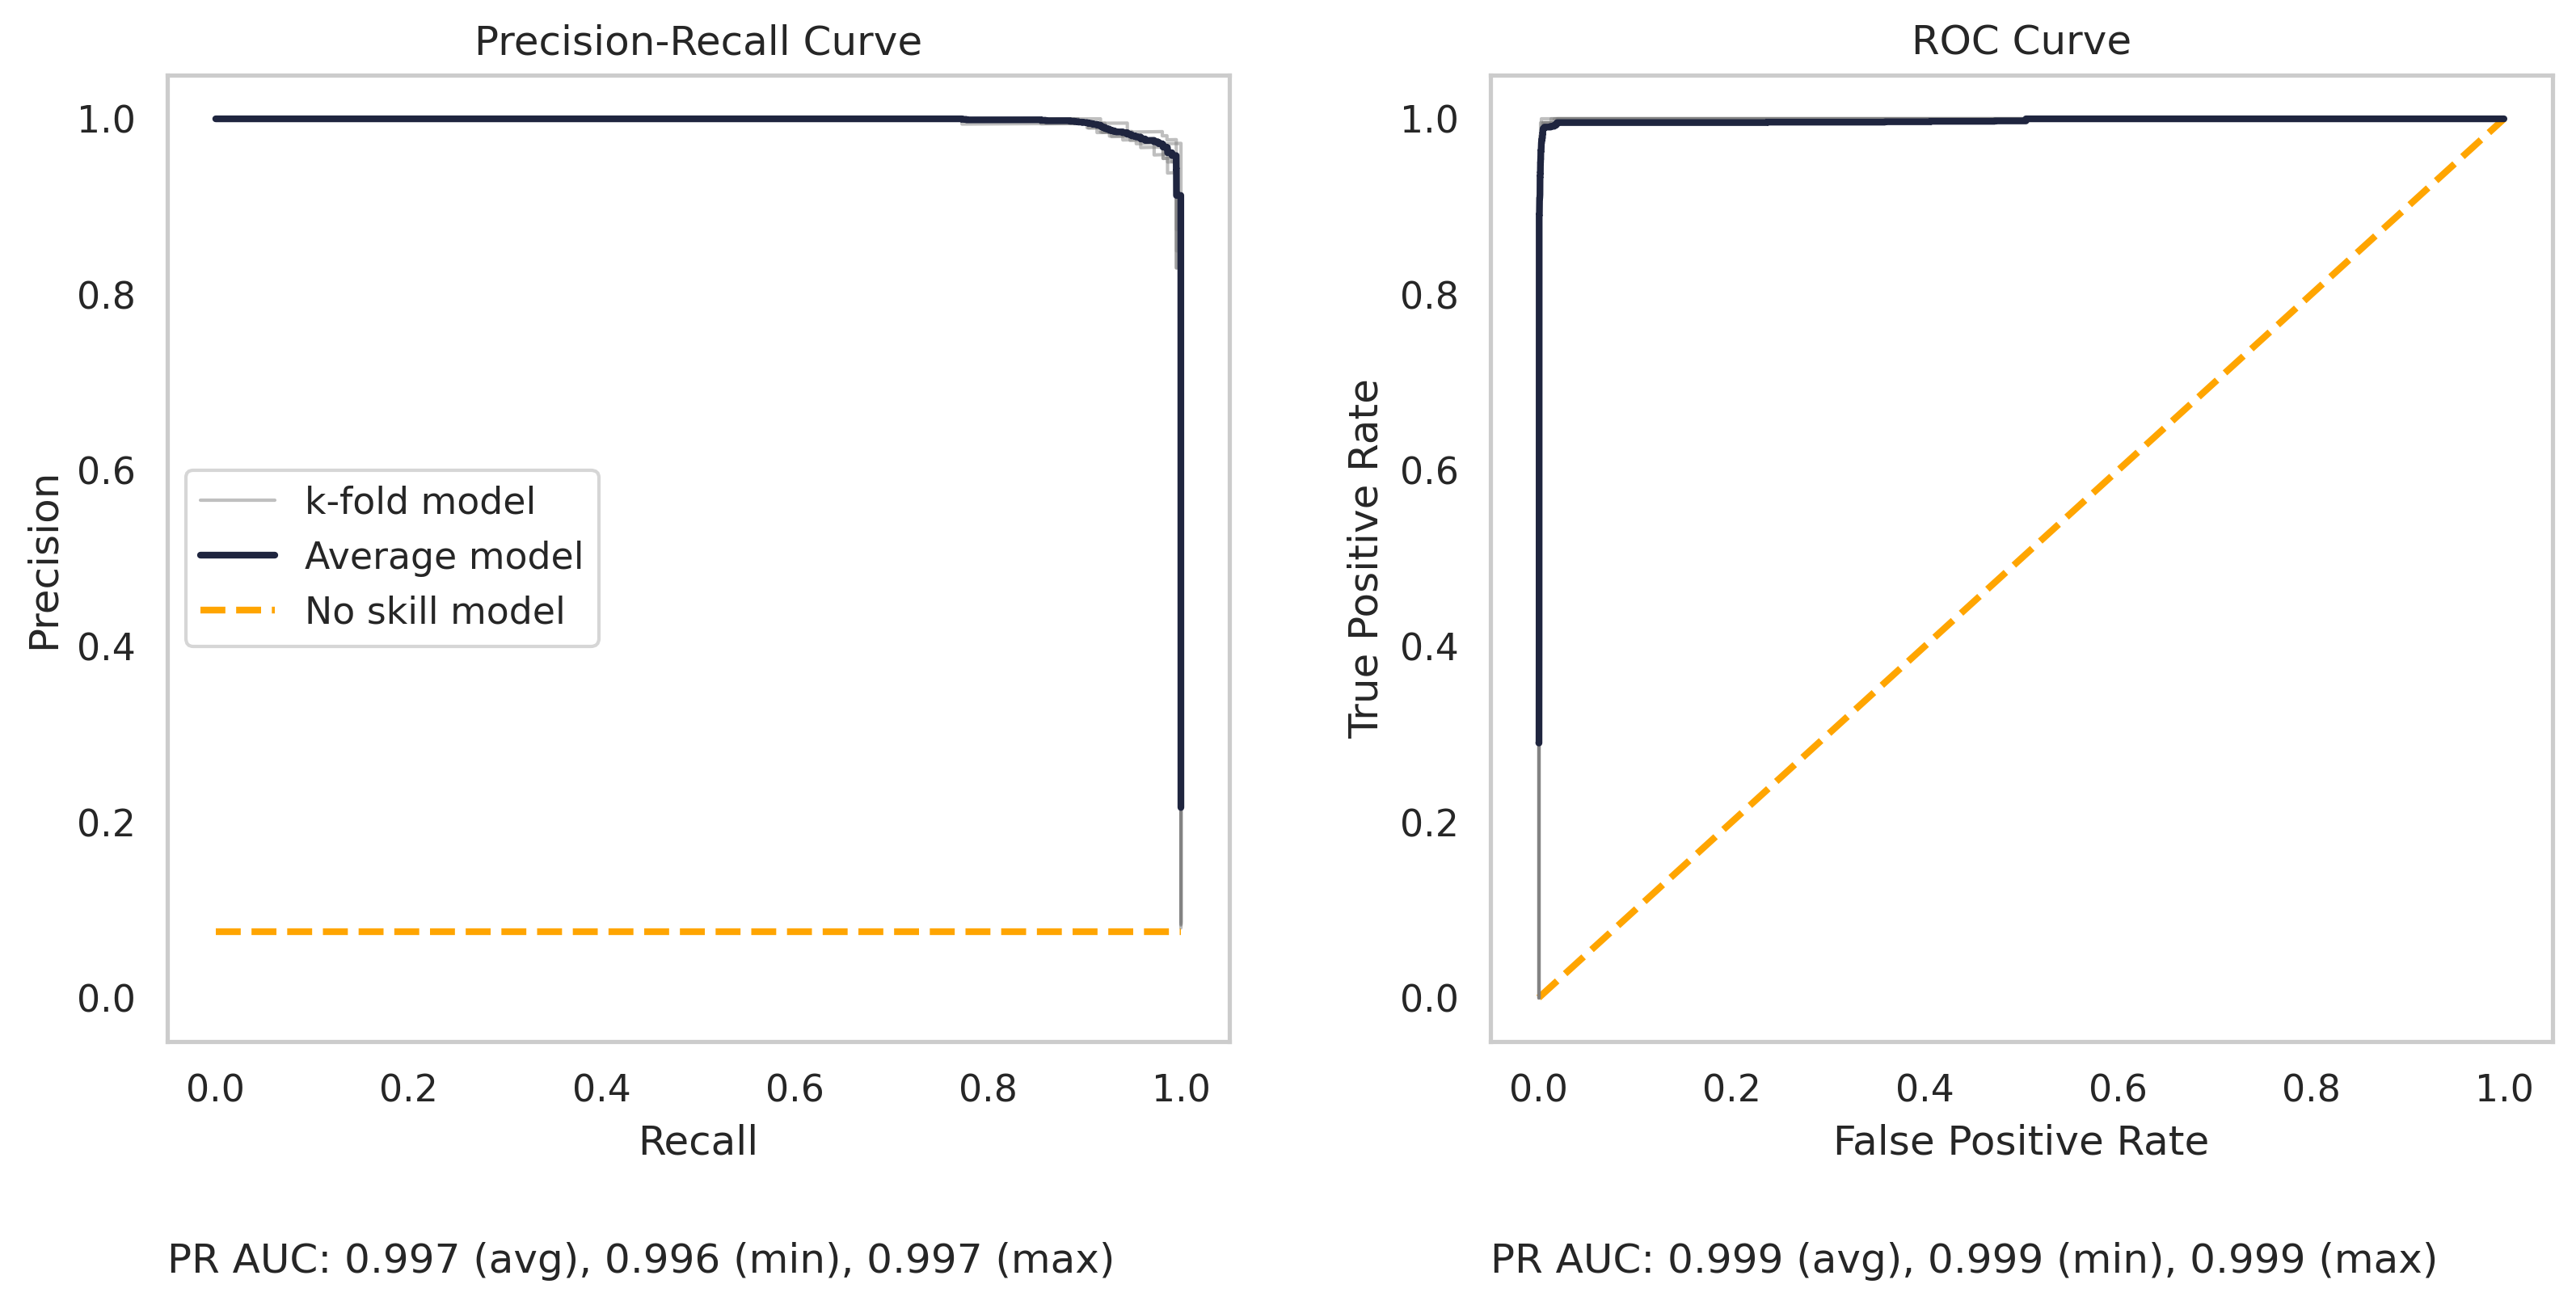 Precision-Recall Curve
1.0
0.8
0.6
0.4
0.2
0.0
Precision
k-fold model
Average model
No skill model
0.0 0.2 0.4 0.6 0.8 1.0
Recall
PR AUC: 0.997 (avg), 0.996 (min), 0.997 (max)
ROC Curve
1.0
0.8
0.6
0.4
0.2
0.0
True Positive Rate
0.0 0.2 0.4 0.6 0.8 1.0
False Positive Rate
PR AUC: 0.999 (avg), 0.999 (min), 0.999 (max)